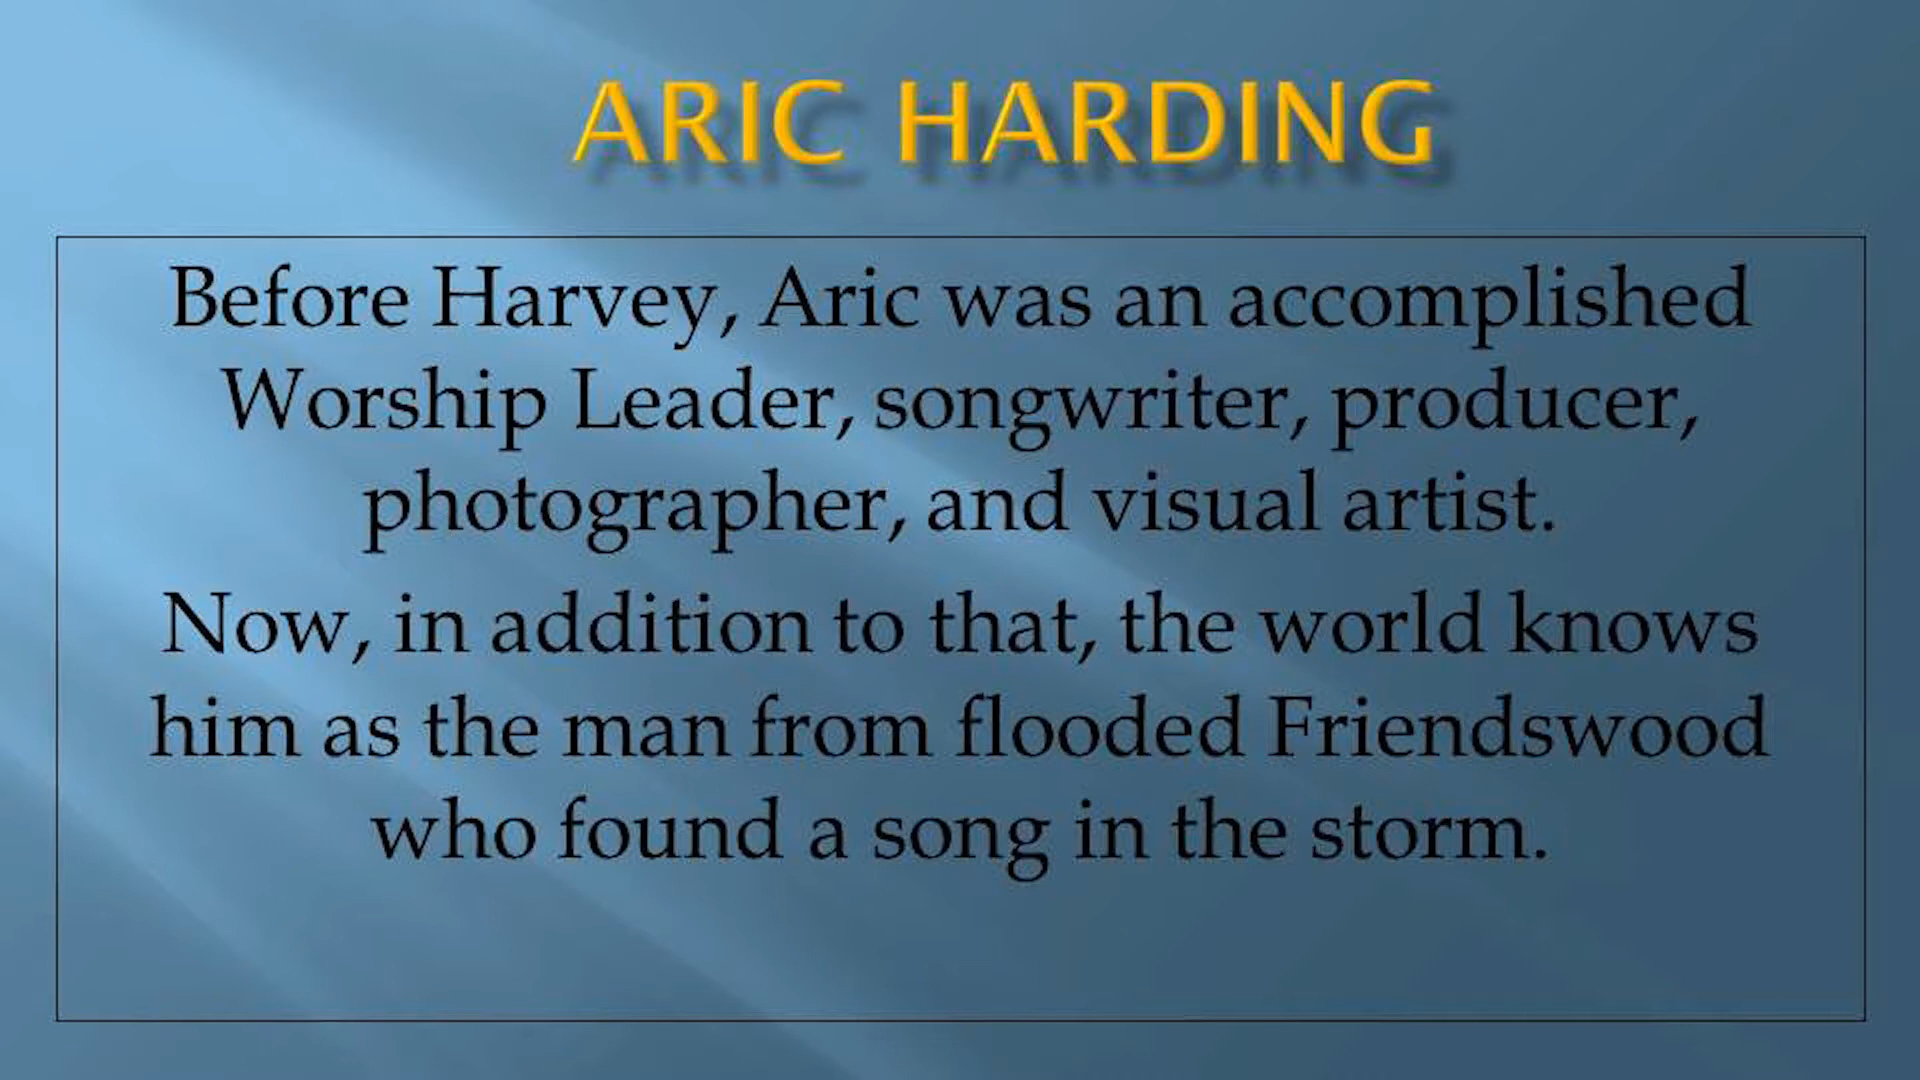 ARIC HARDING
Before Harvey, Aric was an accomplished
Worship Leader, songwriter, producer,
photographer, and visual artist.
Now, in addition to that, the world knows
him as the man from flooded Friendswood
who found a song in the storm.